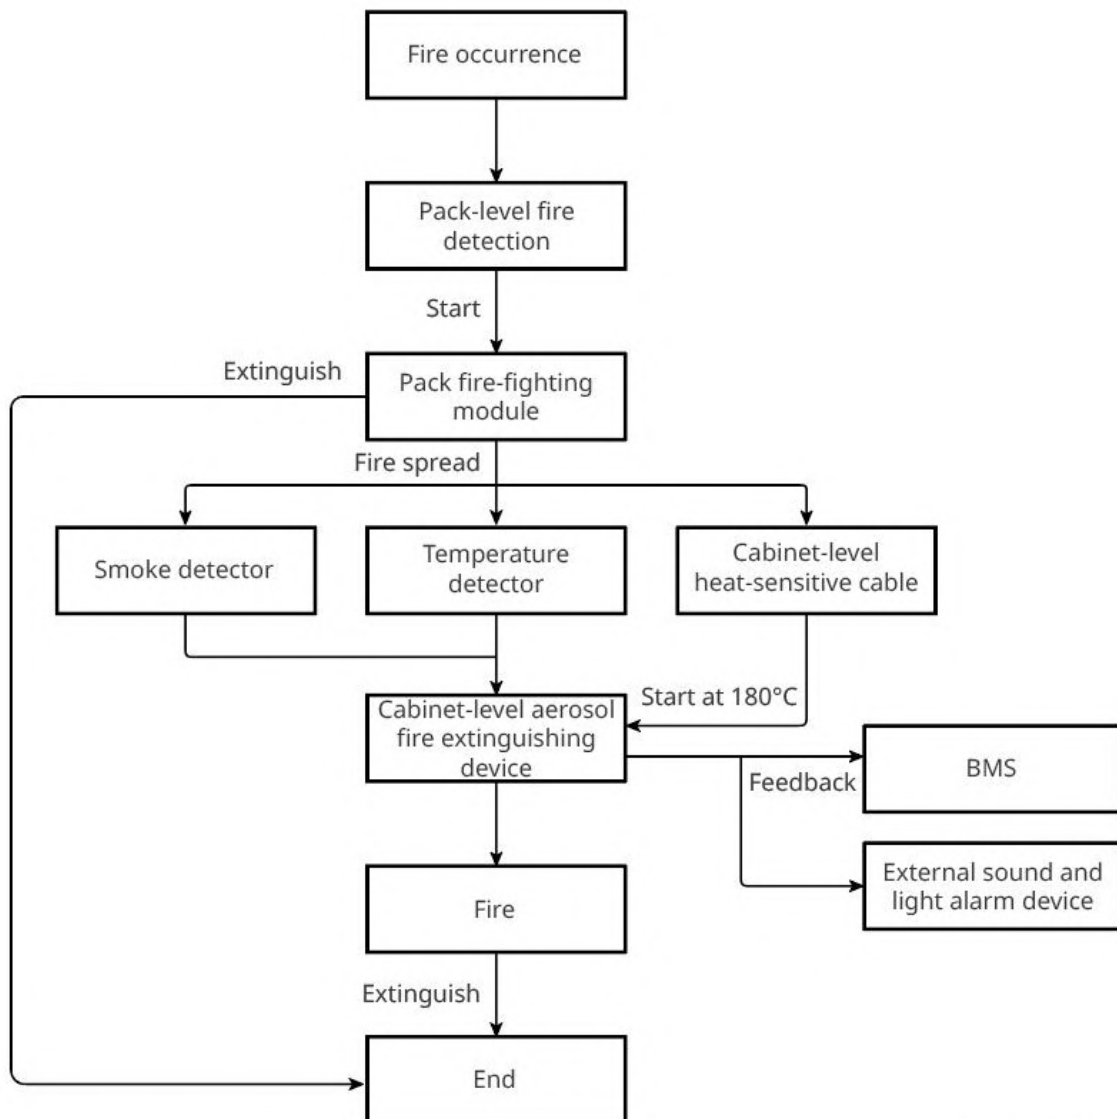 Fire occurrence
Pack-level fire
detection
Start
Extinguish
Pack fire-fighting
module
Fire spread
Smoke detector
Temperature
detector
Cabinet-level
heat-sensitive cable
Start at 180°C
Cabinet-level aerosol
fire extinguishing
device
Feedback
BMS
External sound and
light alarm device
Fire
Extinguish
End